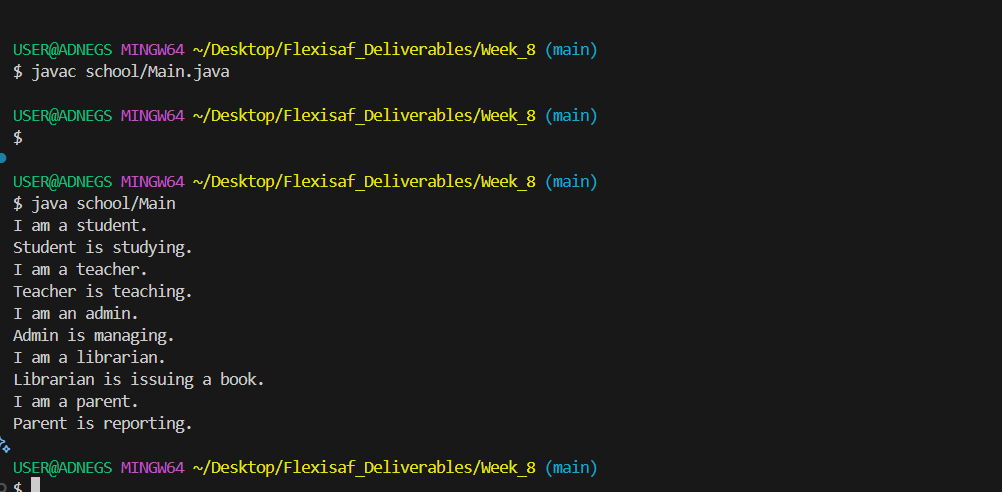 USER@ADNEGS MINGW64 ~/Desktop/Flexisaf_Deliverables/Week_8 (main)
$ javac school/Main.java
USER@ADNEGS MINGW64 ~/Desktop/Flexisaf_Deliverables/Week_8 (main)
$
USER@ADNEGS MINGW64 ~/Desktop/Flexisaf_Deliverables/Week_8 (main)
$ java school/Main
I am a student.
Student is studying.
I am a teacher.
Teacher is teaching.
I am an admin.
Admin is managing.
I am a librarian.
Librarian is issuing a book.
I am a parent.
Parent is reporting.
USER@ADNEGS MINGW64 ~/Desktop/Flexisaf_Deliverables/Week_8 (main)
$